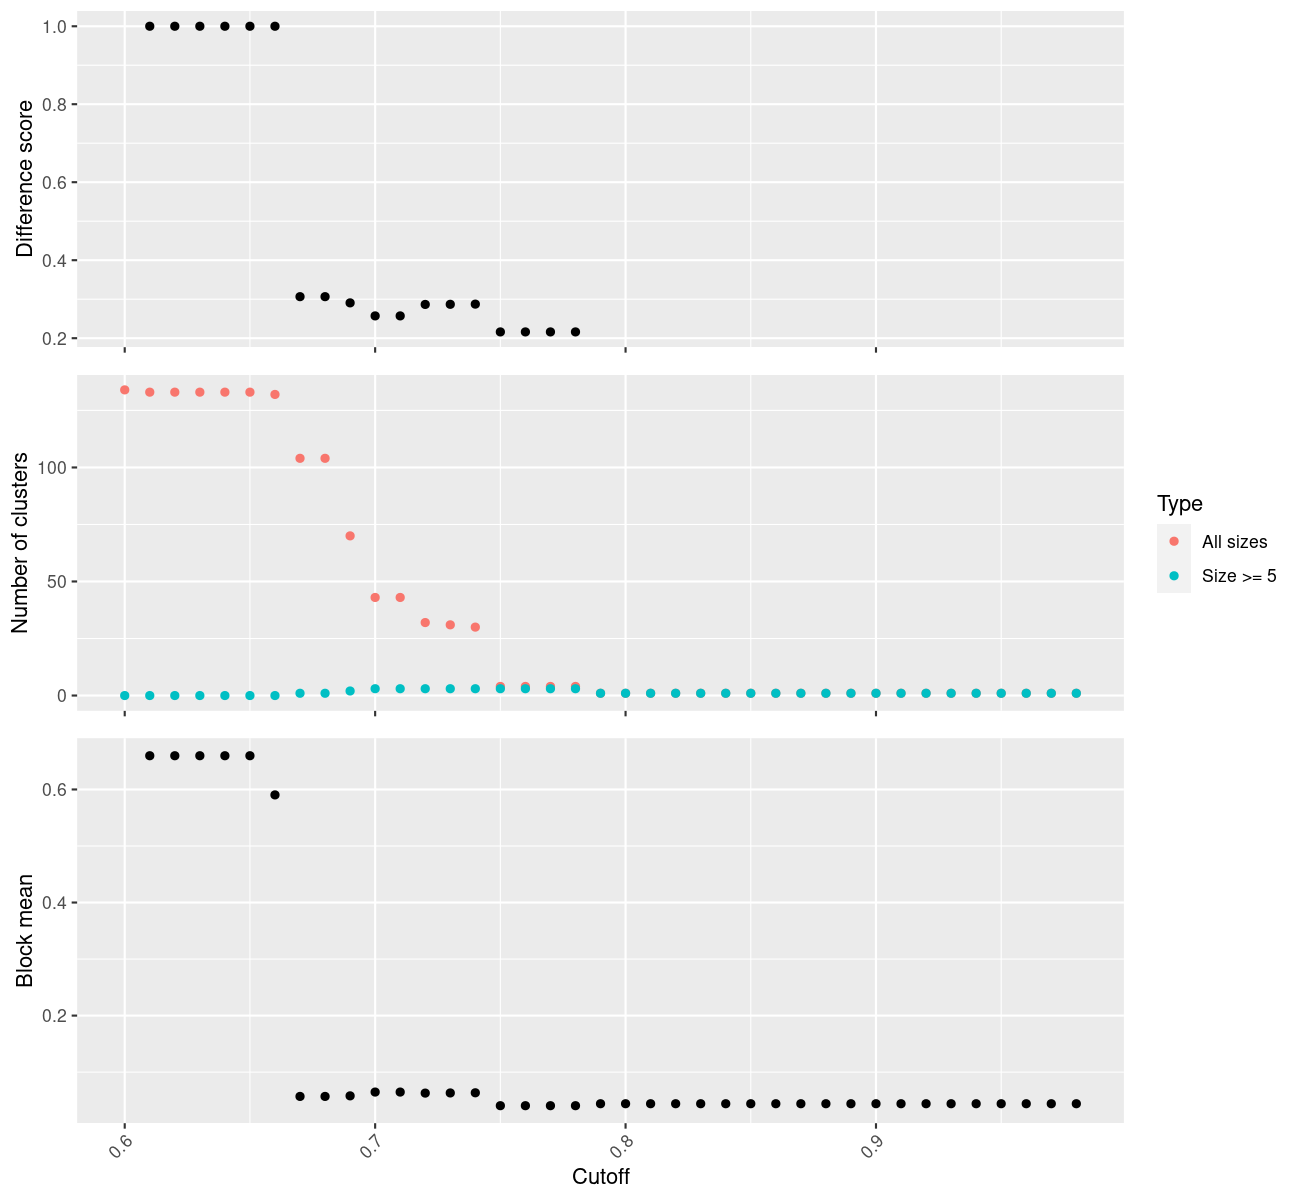 Difference score
1.0
0.8
0.6
0.4
0.2
Number of clusters
100
50
0
Type
All sizes
Size >= 5
Block mean
0.6
0.4
0.2
0.6
0.7
0.8
0.9
Cutoff